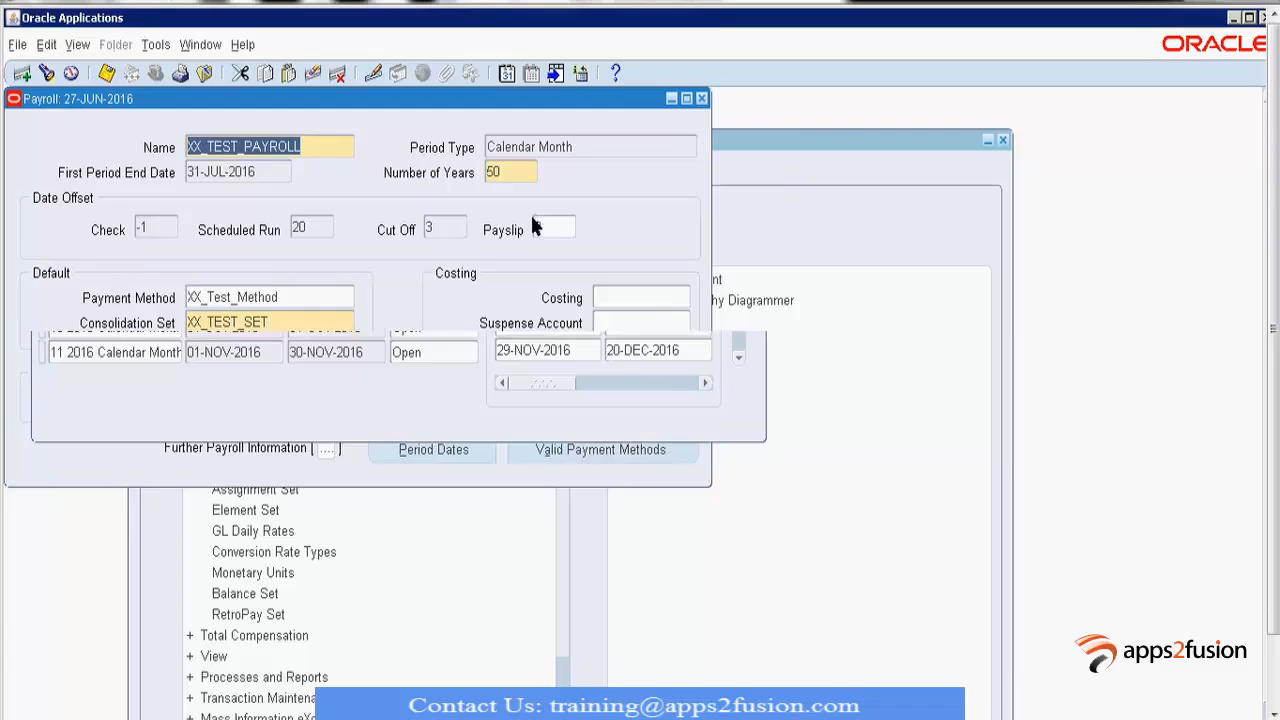 Oracle Applications
File Edit View Folder Tools Window Help
ORACLE
Payroll: 27-JUN-2016
Name XX_TEST_PAYROLL Period Type Calendar Month
First Period End Date 31-JUL-2016 Number of Years 50
Date Offset
Check -1 Scheduled Run 20 Cut Off 3 Payslip
Default Costing
Payment Method XX_Test_Method Costing
Consolidation Set XX_TEST_SET Suspense Account
nt
hy Diagrammer
11 2016 Calendar Month 01-NOV-2016 30-NOV-2016 Open 29-NOV-2016 20-DEC-2016
Further Payroll Information [ .... ] Period Dates Valid Payment Methods
Assignment Set
Element Set
GL Daily Rates
Conversion Rate Types
Monetary Units
Balance Set
RetroPay Set
+ Total Compensation
+ View
+ Processes and Reports
+ Transaction Maintena
+ Mass Information eXc
apps2fusion
Contact Us: training@apps2fusion.com